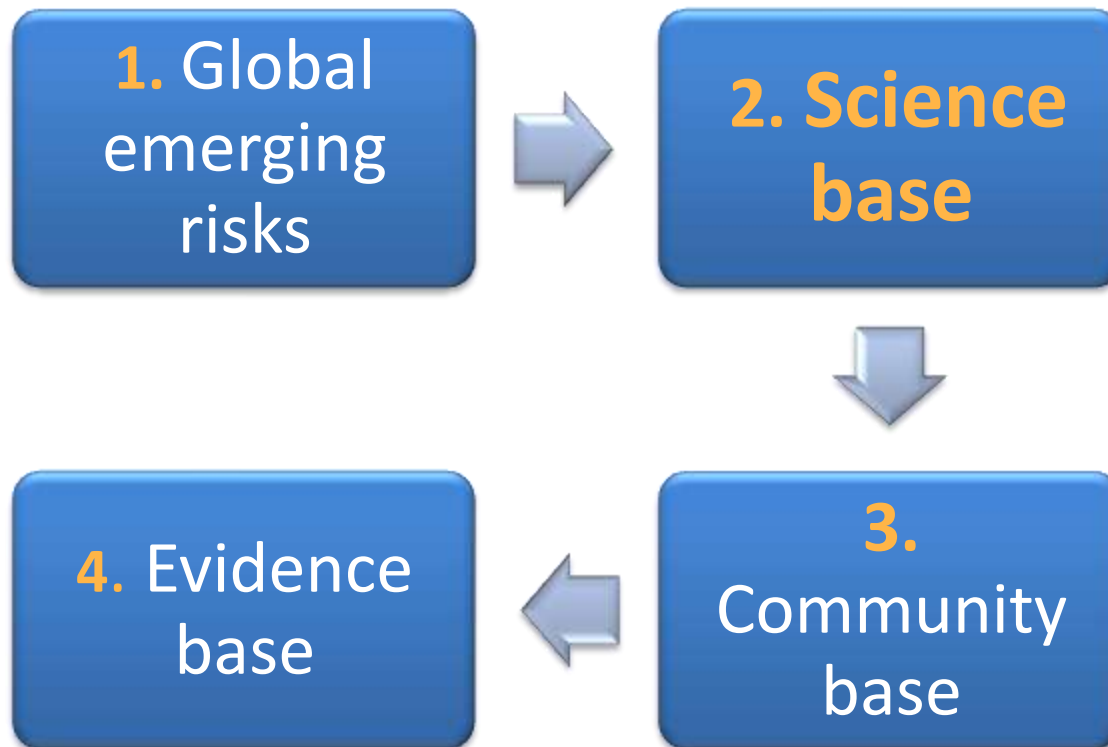 1. Global
emerging
risks
2. Science
base
3.
Community
base
4. Evidence
base